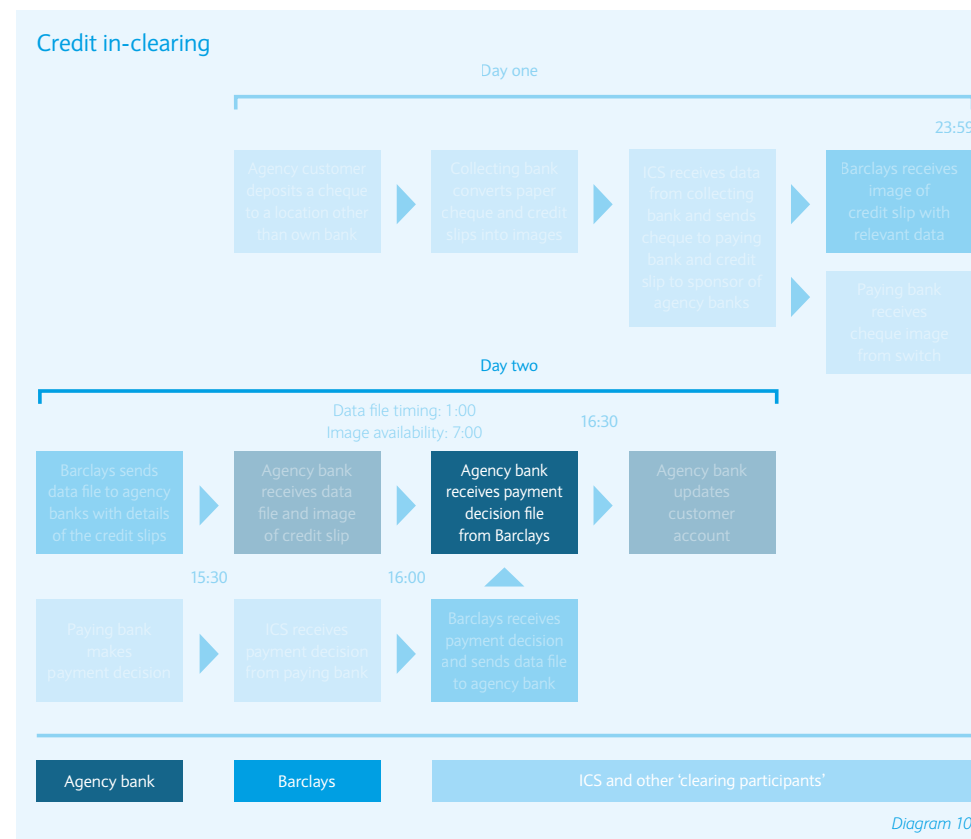 Credit in-clearing
Day one
23:59
Agency customer
deposits a cheque
to a location other
than own bank
Collecting bank
converts paper
cheque and credit
slips into images
ICS receives data
from collecting
bank and sends
cheque to paying
bank and credit
slip to sponsor of
agency banks
Barclays receives
image of
credit slip with
relevant data
Paying bank
receives
cheque image
from switch
Day two
Data file timing: 1:00
Image availability: 7:00
16:30
Barclays sends
data file to agency
banks with details
of the credit slips
Agency bank
receives data
file and image
of credit slip
Agency bank
receives payment
decision file
from Barclays
Agency bank
updates
customer
account
15:30
16:00
Paying bank
makes
payment decision
ICS receives
payment decision
from paying bank
Barclays receives
payment decision
and sends data file
to agency bank
Agency bank
Barclays
ICS and other ‘clearing participants’
Diagram 10